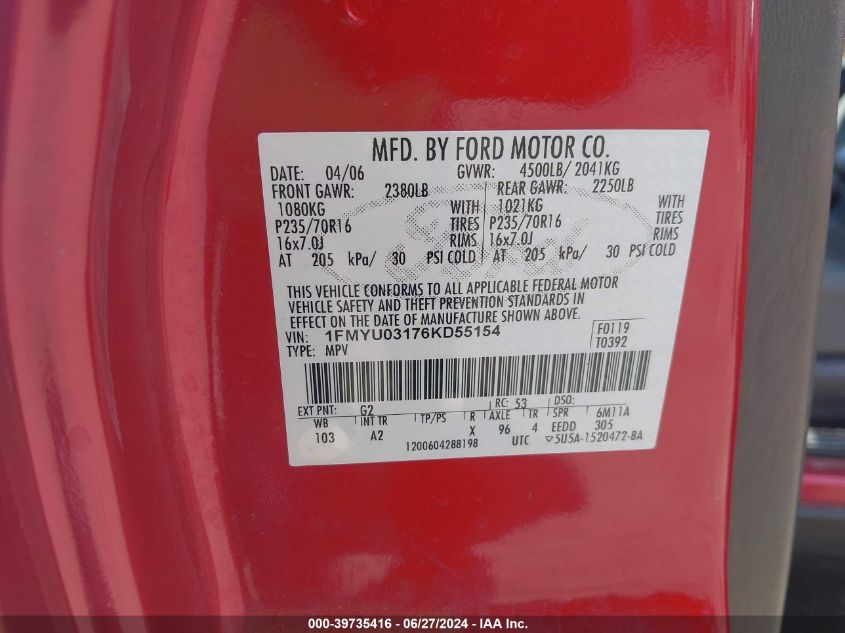 MFD. BY FORD MOTOR CO.
DATE: 04/06 GVWR: 4500LB/ 2041KG
FRONT GAWR: 2380LB REAR GAWR: 2250LB
1080KG WITH 1021KG WITH
P235/70R16 TIRES P235/70R16 TIRES
16x7.0J RIMS 16x7.0J RIMS
AT 205 kPa/ 30 PSI COLD AT 205 kPa/ 30 PSI COLD
THIS VEHICLE CONFORMS TO ALL APPLICABLE FEDERAL MOTOR
VEHICLE SAFETY AND THEFT PREVENTION STANDARDS IN
EFFECT ON THE DATE OF MANUFACTURE SHOWN ABOVE.
VIN: 1FMYU03176KD55154 F0119
TYPE: MPV T0392
EXT PNT: G2 RC: 53 DSO:
WB INT TR TP/PS R AXLE TR SPR 6M11A
103 A2 X 96 4 EEDD 305
1200604288198 UTC ▽5U5A-1520472-BA
000-39735416 - 06/27/2024 - IAA Inc.